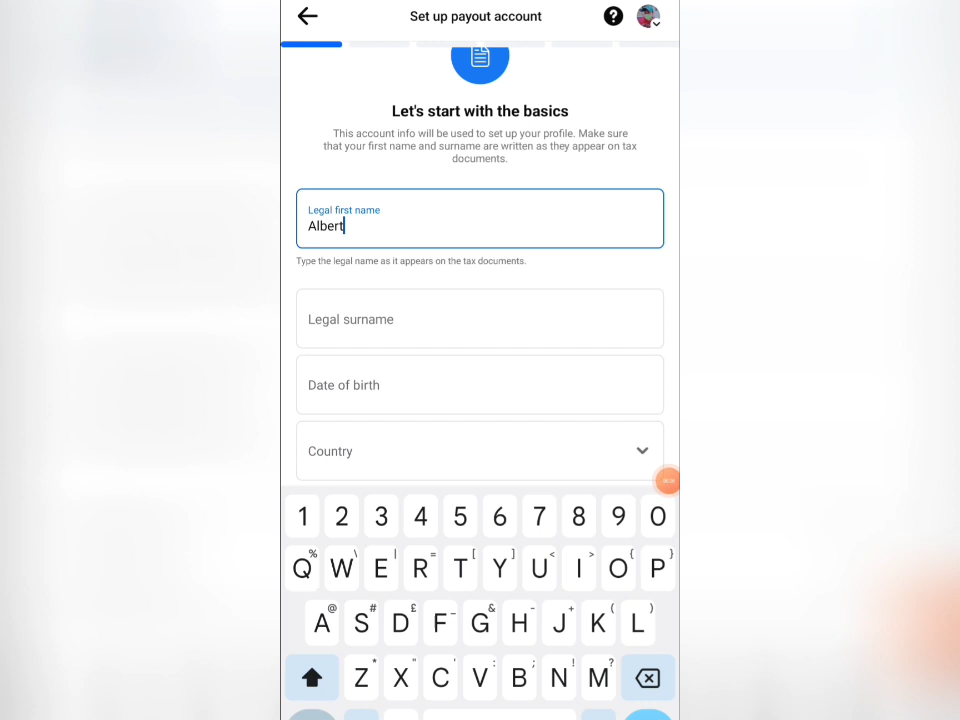 Set up payout account
Let's start with the basics
This account info will be used to set up your profile. Make sure
that your first name and surname are written as they appear on tax
documents.
Legal first name
Albert
Type the legal name as it appears on the tax documents.
Legal surname
Date of birth
Country
1 2 3 4 5 6 7 8 9 0
% \ | = [ ] < > { }
Q W E R T Y U I O P
@ # £ _ & - + ( )
A S D F G H J K L
* " ' : ; ! ?
Z X C V B N M